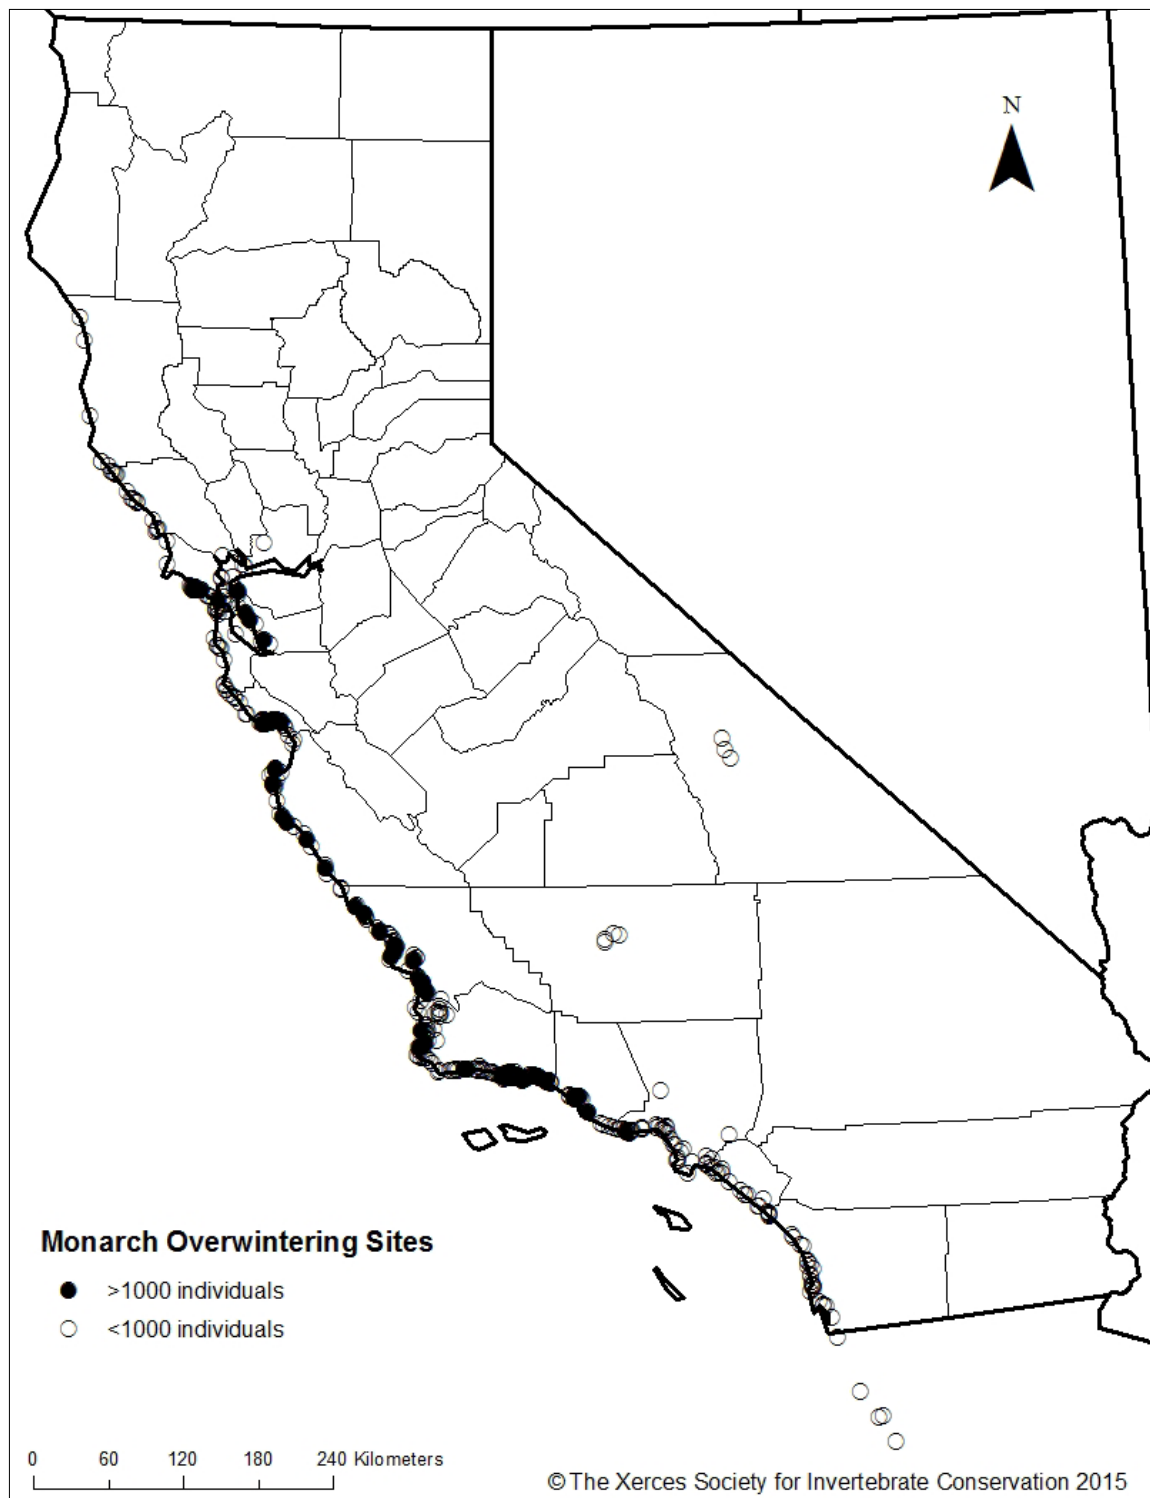 N
Monarch Overwintering Sites
>1000 individuals
<1000 individuals
0 60 120 180 240 Kilometers
© The Xerces Society for Invertebrate Conservation 2015